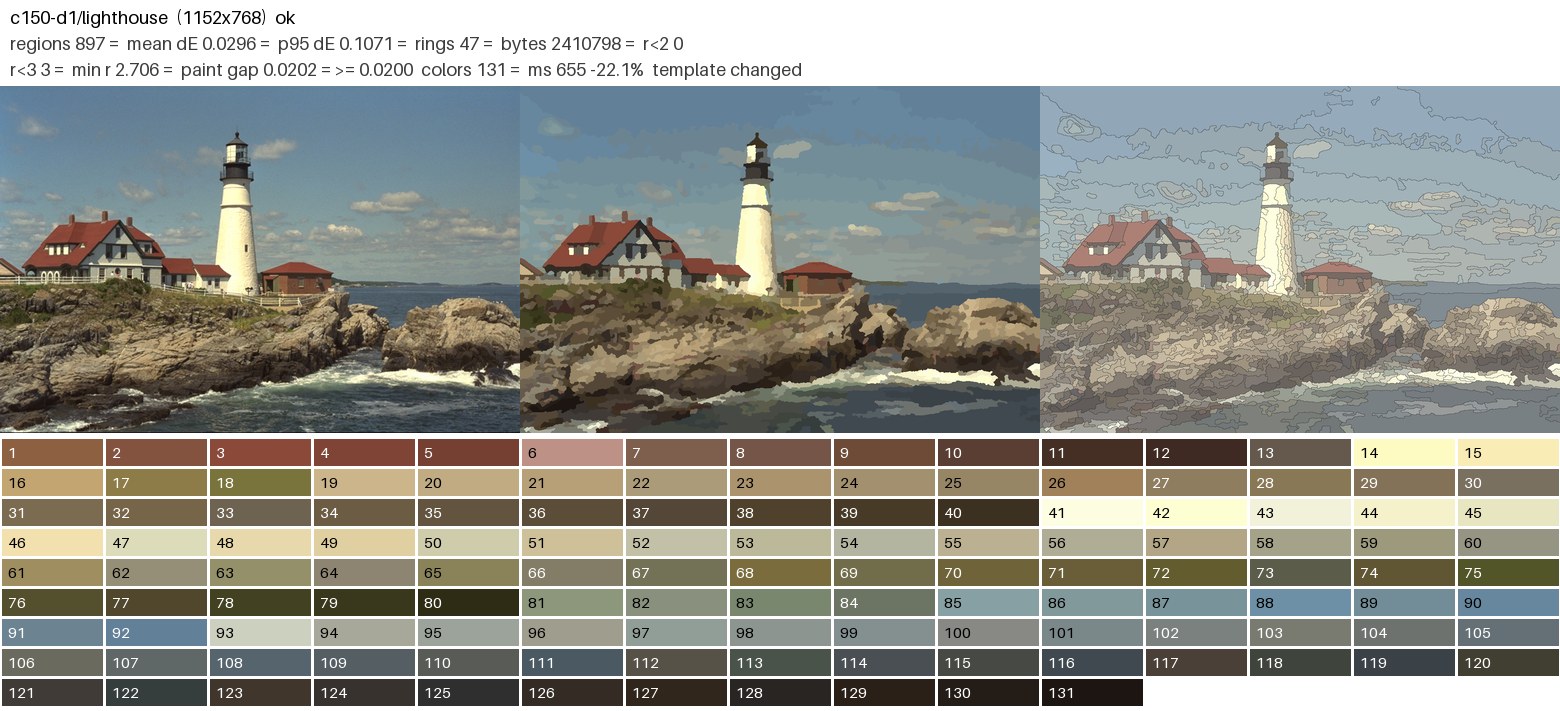 c150-d1/lighthouse (1152x768) ok
regions 897 = mean dE 0.0296 = p95 dE 0.1071 = rings 47 = bytes 2410798 = r<2 0
r<3 3 = min r 2.706 = paint gap 0.0202 = >= 0.0200 colors 131 = ms 655 -22.1% template changed
1 2 3 4 5 6 7 8 9 10 11 12 13 14 15
16 17 18 19 20 21 22 23 24 25 26 27 28 29 30
31 32 33 34 35 36 37 38 39 40 41 42 43 44 45
46 47 48 49 50 51 52 53 54 55 56 57 58 59 60
61 62 63 64 65 66 67 68 69 70 71 72 73 74 75
76 77 78 79 80 81 82 83 84 85 86 87 88 89 90
91 92 93 94 95 96 97 98 99 100 101 102 103 104 105
106 107 108 109 110 111 112 113 114 115 116 117 118 119 120
121 122 123 124 125 126 127 128 129 130 131